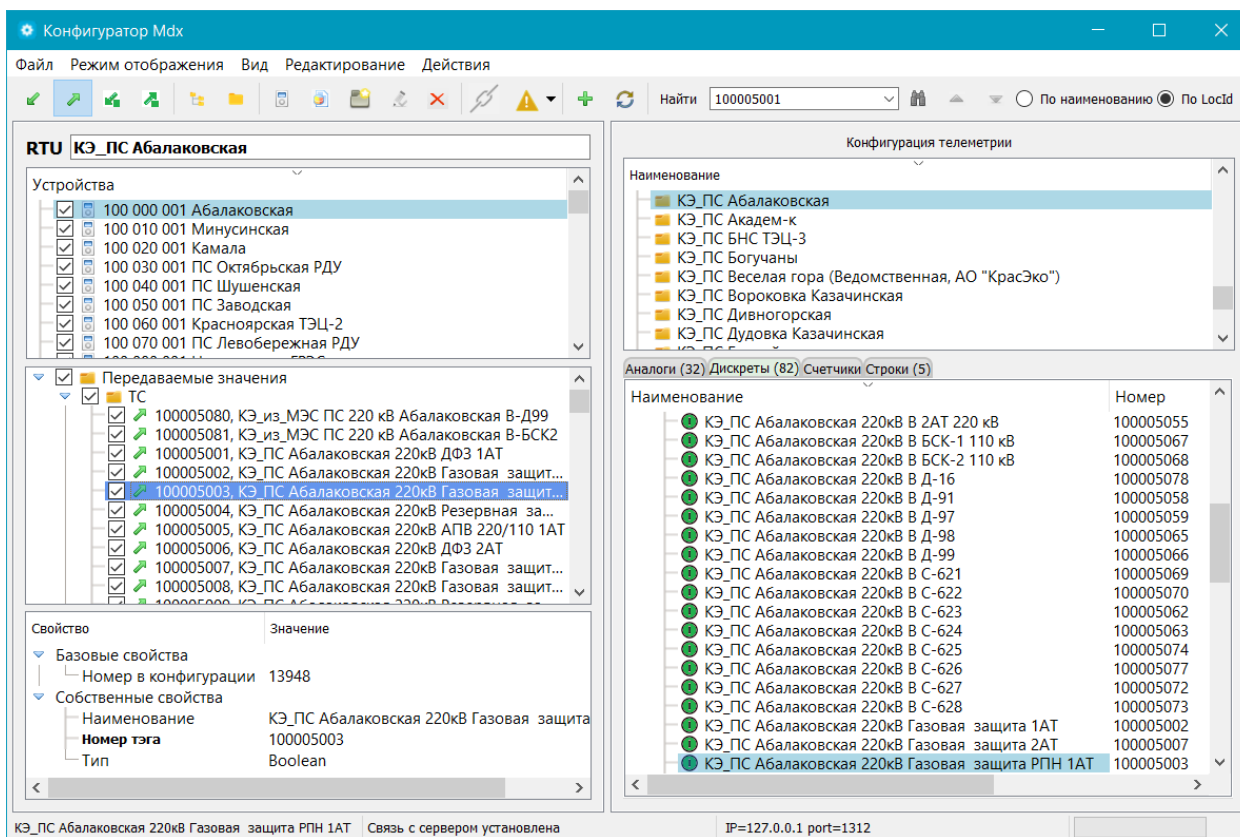 Конфигуратор Mdx
Файл Режим отображения Вид Редактирование Действия
Найти 100005001 По наименованию По LocId
RTU КЭ_ПС Абалаковская
Устройства
100 000 001 Абалаковская
100 010 001 Минусинская
100 020 001 Камала
100 030 001 ПС Октябрьская РДУ
100 040 001 ПС Шушенская
100 050 001 ПС Заводская
100 060 001 Красноярская ТЭЦ-2
100 070 001 ПС Левобережная РДУ
Передаваемые значения
ТС
100005080, КЭ_из_МЭС ПС 220 кВ Абалаковская В-Д99
100005081, КЭ_из_МЭС ПС 220 кВ Абалаковская В-БСК2
100005001, КЭ_ПС Абалаковская 220кВ ДФЗ 1АТ
100005002, КЭ_ПС Абалаковская 220кВ Газовая защит...
100005003, КЭ_ПС Абалаковская 220кВ Газовая защит...
100005004, КЭ_ПС Абалаковская 220кВ Резервная за...
100005005, КЭ_ПС Абалаковская 220кВ АПВ 220/110 1АТ
100005006, КЭ_ПС Абалаковская 220кВ ДФЗ 2АТ
100005007, КЭ_ПС Абалаковская 220кВ Газовая защит...
100005008, КЭ_ПС Абалаковская 220кВ Газовая защит...
Свойство Значение
Базовые свойства
Номер в конфигурации 13948
Собственные свойства
Наименование КЭ_ПС Абалаковская 220кВ Газовая защита
Номер тэга 100005003
Тип Boolean
Конфигурация телеметрии
Наименование
КЭ_ПС Абалаковская
КЭ_ПС Академ-к
КЭ_ПС БНС ТЭЦ-3
КЭ_ПС Богучаны
КЭ_ПС Веселая гора (Ведомственная, АО "КрасЭко")
КЭ_ПС Вороковка Казачинская
КЭ_ПС Дивногорская
КЭ_ПС Дудовка Казачинская
Аналоги (32) Дискреты (82) Счетчики Строки (5)
Наименование Номер
КЭ_ПС Абалаковская 220кВ В 2АТ 220 кВ 100005055
КЭ_ПС Абалаковская 220кВ В БСК-1 110 кВ 100005067
КЭ_ПС Абалаковская 220кВ В БСК-2 110 кВ 100005068
КЭ_ПС Абалаковская 220кВ В Д-16 100005078
КЭ_ПС Абалаковская 220кВ В Д-91 100005058
КЭ_ПС Абалаковская 220кВ В Д-97 100005059
КЭ_ПС Абалаковская 220кВ В Д-98 100005065
КЭ_ПС Абалаковская 220кВ В Д-99 100005066
КЭ_ПС Абалаковская 220кВ В С-621 100005069
КЭ_ПС Абалаковская 220кВ В С-622 100005070
КЭ_ПС Абалаковская 220кВ В С-623 100005062
КЭ_ПС Абалаковская 220кВ В С-624 100005063
КЭ_ПС Абалаковская 220кВ В С-625 100005074
КЭ_ПС Абалаковская 220кВ В С-626 100005077
КЭ_ПС Абалаковская 220кВ В С-627 100005072
КЭ_ПС Абалаковская 220кВ В С-628 100005073
КЭ_ПС Абалаковская 220кВ Газовая защита 1АТ 100005002
КЭ_ПС Абалаковская 220кВ Газовая защита 2АТ 100005007
КЭ_ПС Абалаковская 220кВ Газовая защита РПН 1АТ 100005003
КЭ_ПС Абалаковская 220кВ Газовая защита РПН 1АТ Связь с сервером установлена IP=127.0.0.1 port=1312